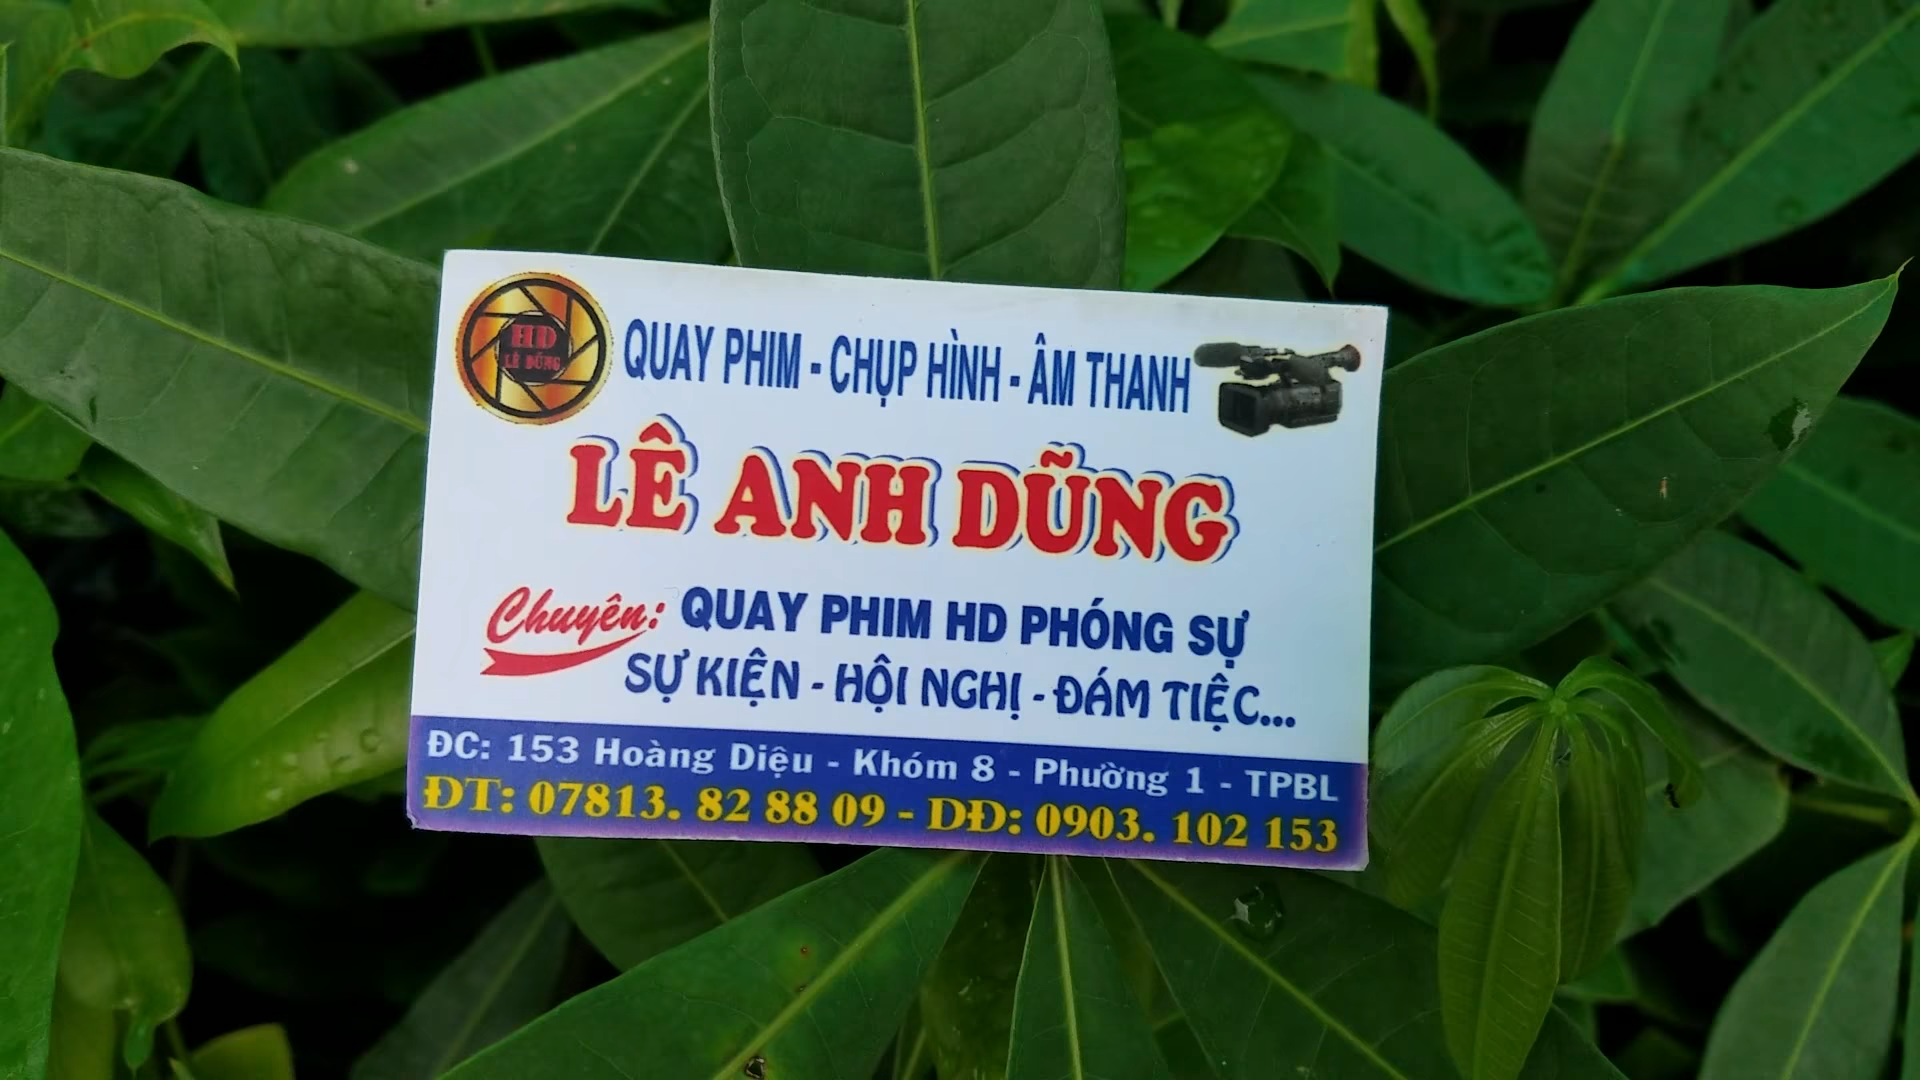 HD
LÊ DŨNG
QUAY PHIM - CHỤP HÌNH - ÂM THANH
LÊ ANH DŨNG
Chuyên: QUAY PHIM HD PHÓNG SỰ
SỰ KIỆN - HỘI NGHỊ - ĐÁM TIỆC...
ĐC: 153 Hoàng Diệu - Khóm 8 - Phường 1 - TPBL
ĐT: 07813. 82 88 09 - DĐ: 0903. 102 153